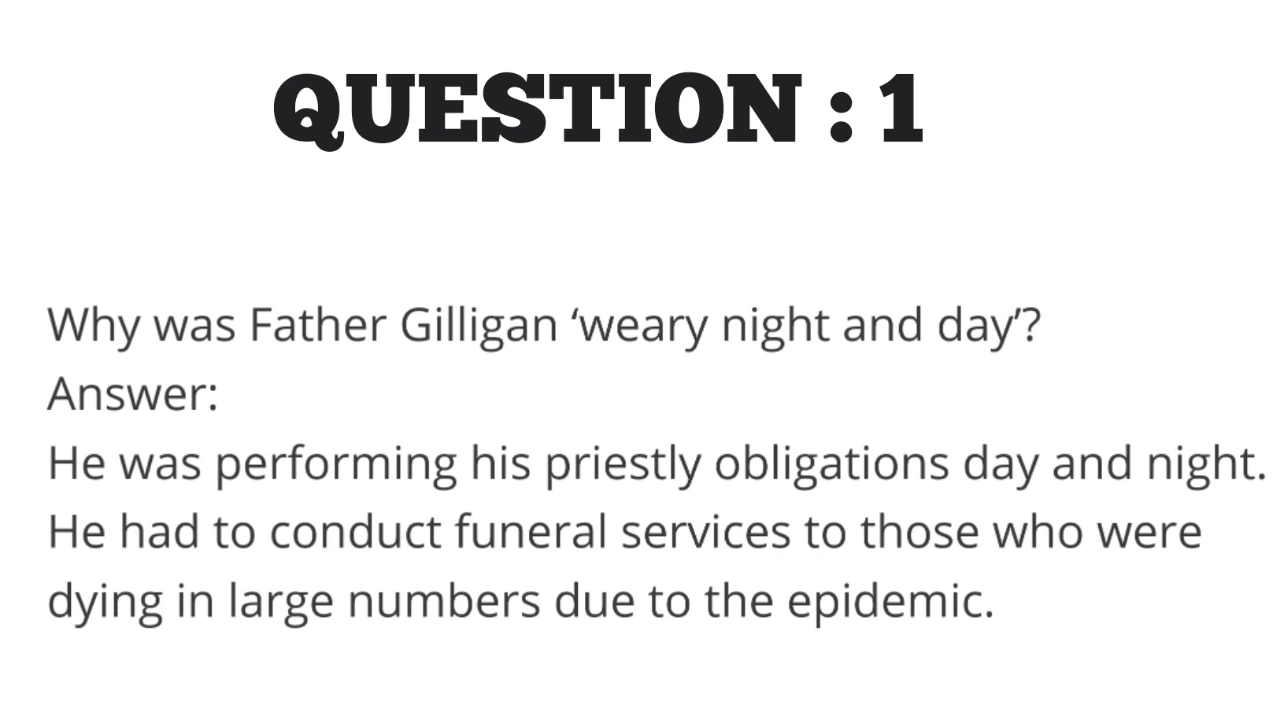 QUESTION : 1
Why was Father Gilligan ‘weary night and day’?
Answer:
He was performing his priestly obligations day and night.
He had to conduct funeral services to those who were
dying in large numbers due to the epidemic.